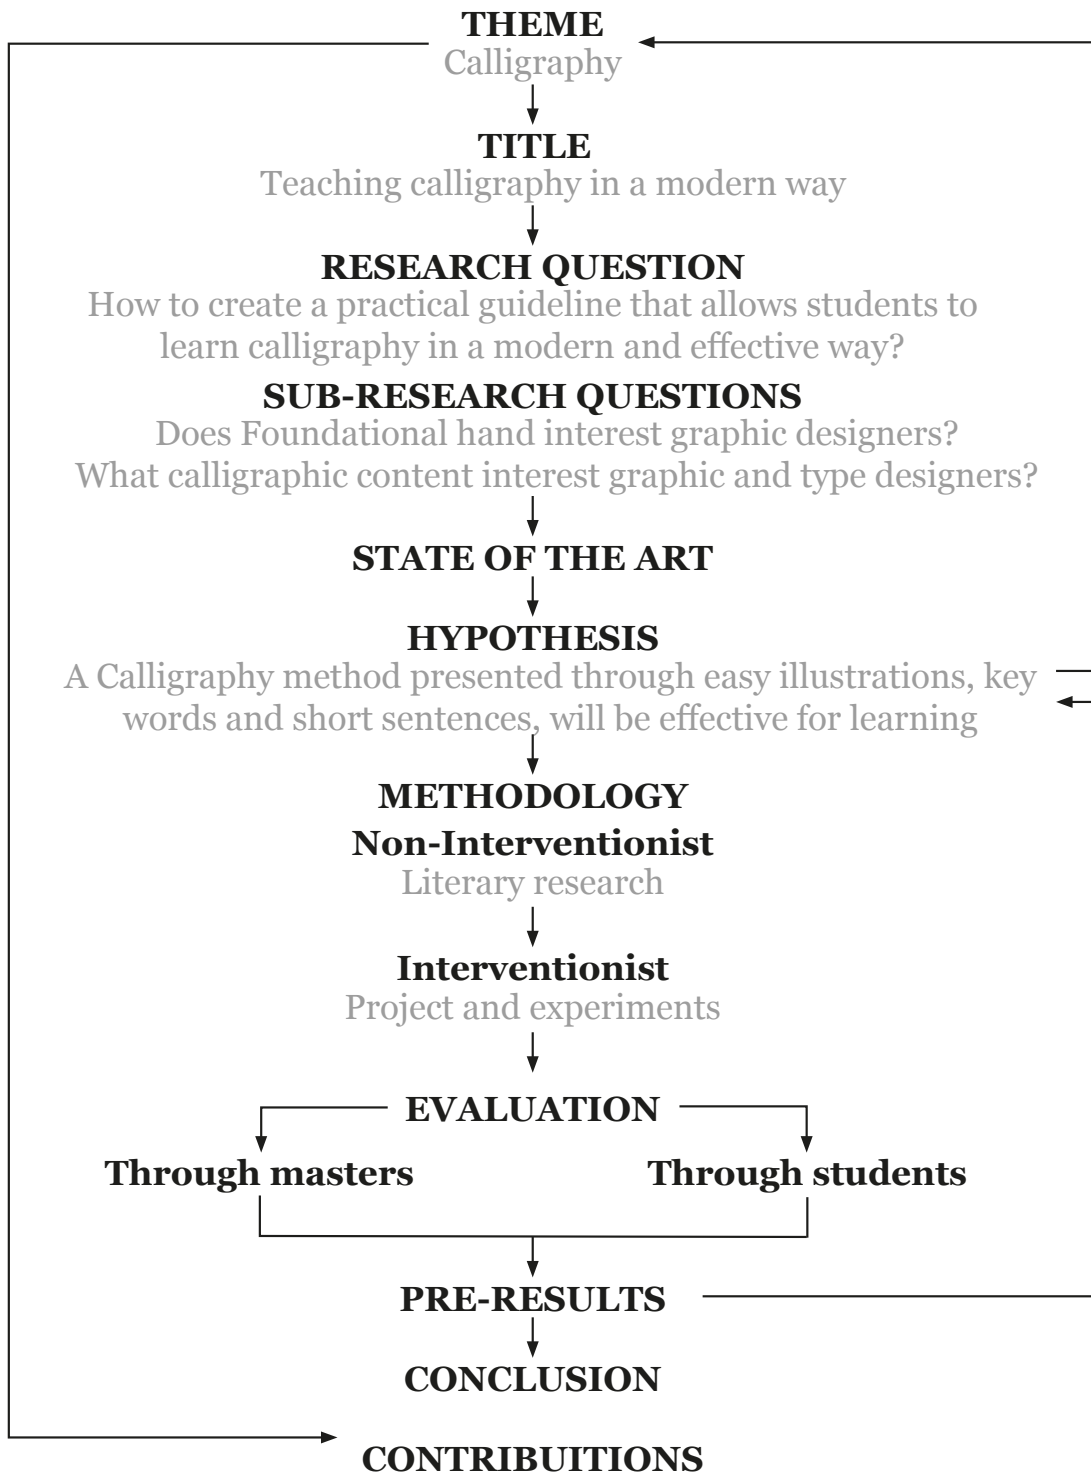 THEME
Calligraphy
TITLE
Teaching calligraphy in a modern way
RESEARCH QUESTION
How to create a practical guideline that allows students to
learn calligraphy in a modern and effective way?
SUB-RESEARCH QUESTIONS
Does Foundational hand interest graphic designers?
What calligraphic content interest graphic and type designers?
STATE OF THE ART
HYPOTHESIS
A Calligraphy method presented through easy illustrations, key
words and short sentences, will be effective for learning
METHODOLOGY
Non-Interventionist
Literary research
Interventionist
Project and experiments
EVALUATION
Through masters
Through students
PRE-RESULTS
CONCLUSION
CONTRIBUITIONS